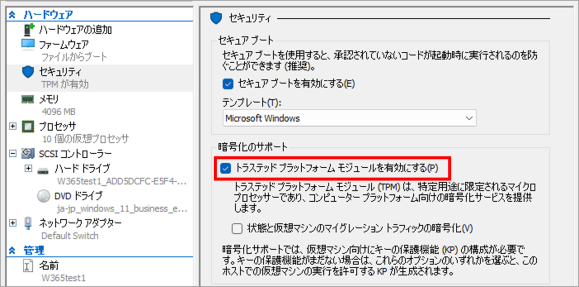 ハードウェア
ハードウェアの追加
ファームウェア
ファイルからブート
セキュリティ
TPM が有効
メモリ
4096 MB
プロセッサ
10 個の仮想プロセッサ
SCSI コントローラー
ハード ドライブ
W365test1_ADD5DCFC-E5F4-...
DVD ドライブ
ja-jp_windows_11_business_e...
ネットワーク アダプター
Default Switch
管理
名前
W365test1
セキュリティ
セキュア ブート
セキュア ブートを使用すると、承認されていないコードが起動時に実行されるのを防
ぐことができます (推奨)。
セキュア ブートを有効にする(E)
テンプレート(T):
Microsoft Windows
暗号化のサポート
トラステッド プラットフォーム モジュールを有効にする(P)
トラステッド プラットフォーム モジュール (TPM) は、特定用途に限定されるマイクロ
プロセッサーであり、コンピューター プラットフォーム向けの暗号化サービスを提供
します。
状態と仮想マシンのマイグレーション トラフィックの暗号化(V)
暗号化サポートでは、仮想マシン向けにキーの保護機能 (KP) の構成が必要で
す。キーの保護機能がまだない場合は、これらのオプションのいずれかを選ぶと、こ
のホストでの仮想マシンの実行を許可する KP が生成されます。